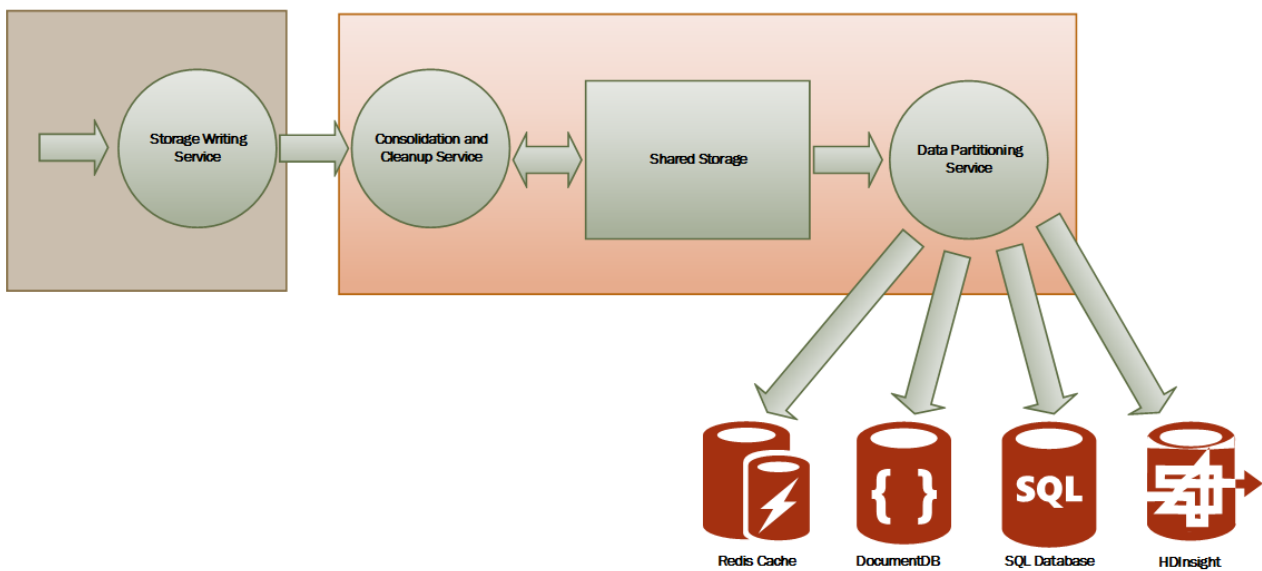 Storage Writing
Service
Consolidation and
Cleanup Service
Shared Storage
Data Partitioning
Service
{ }
SQL
Redis Cache
DocumentDB
SQL Database
HDInsight